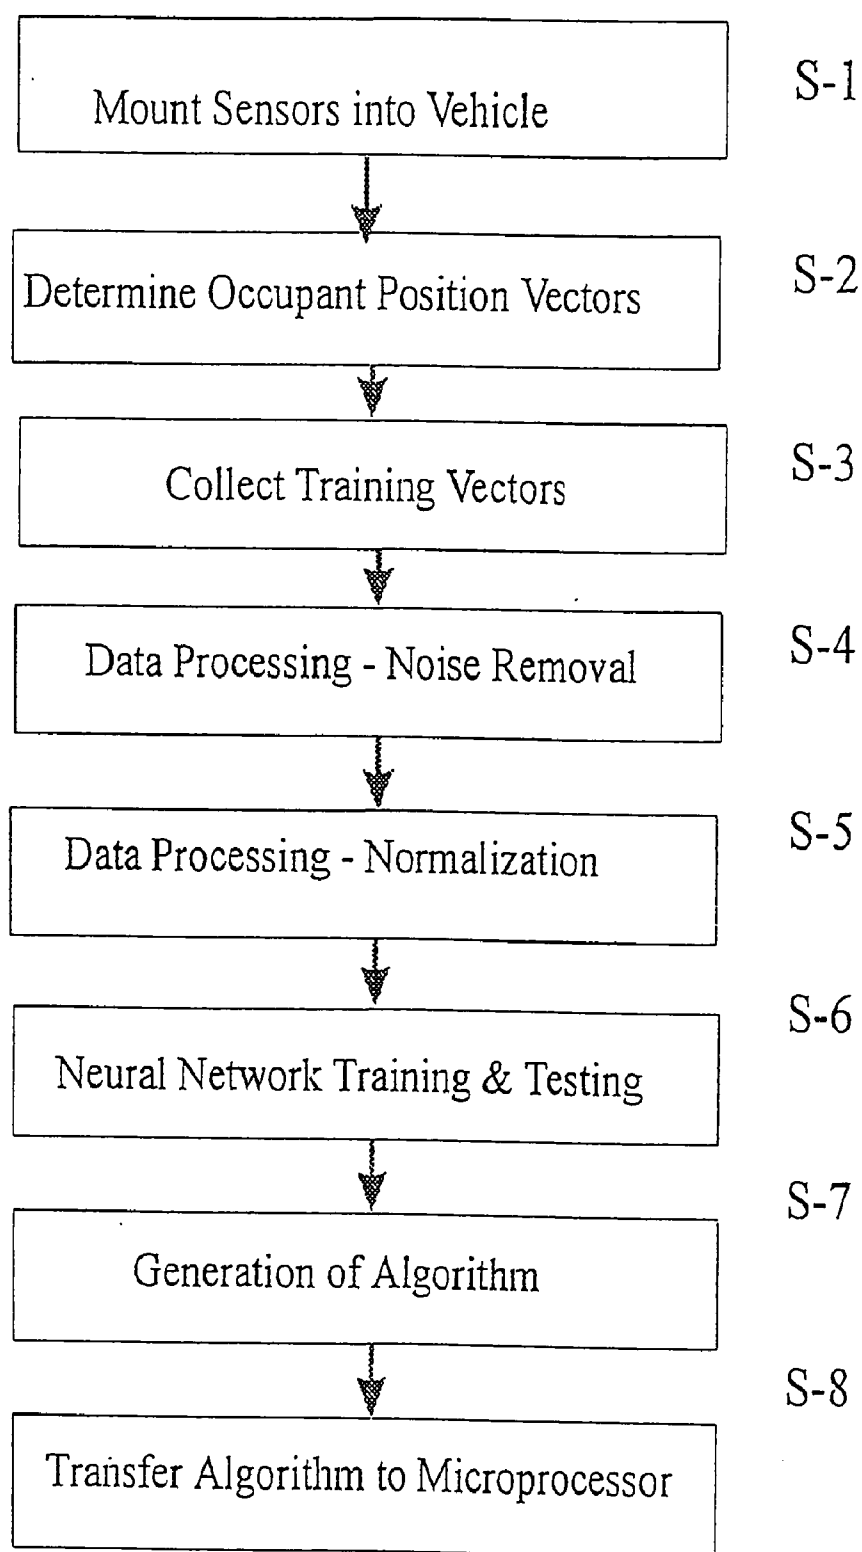 S-1
Mount Sensors into Vehicle
S-2
Determine Occupant Position Vectors
S-3
Collect Training Vectors
S-4
Data Processing - Noise Removal
S-5
Data Processing - Normalization
S-6
Neural Network Training & Testing
S-7
Generation of Algorithm
S-8
Transfer Algorithm to Microprocessor